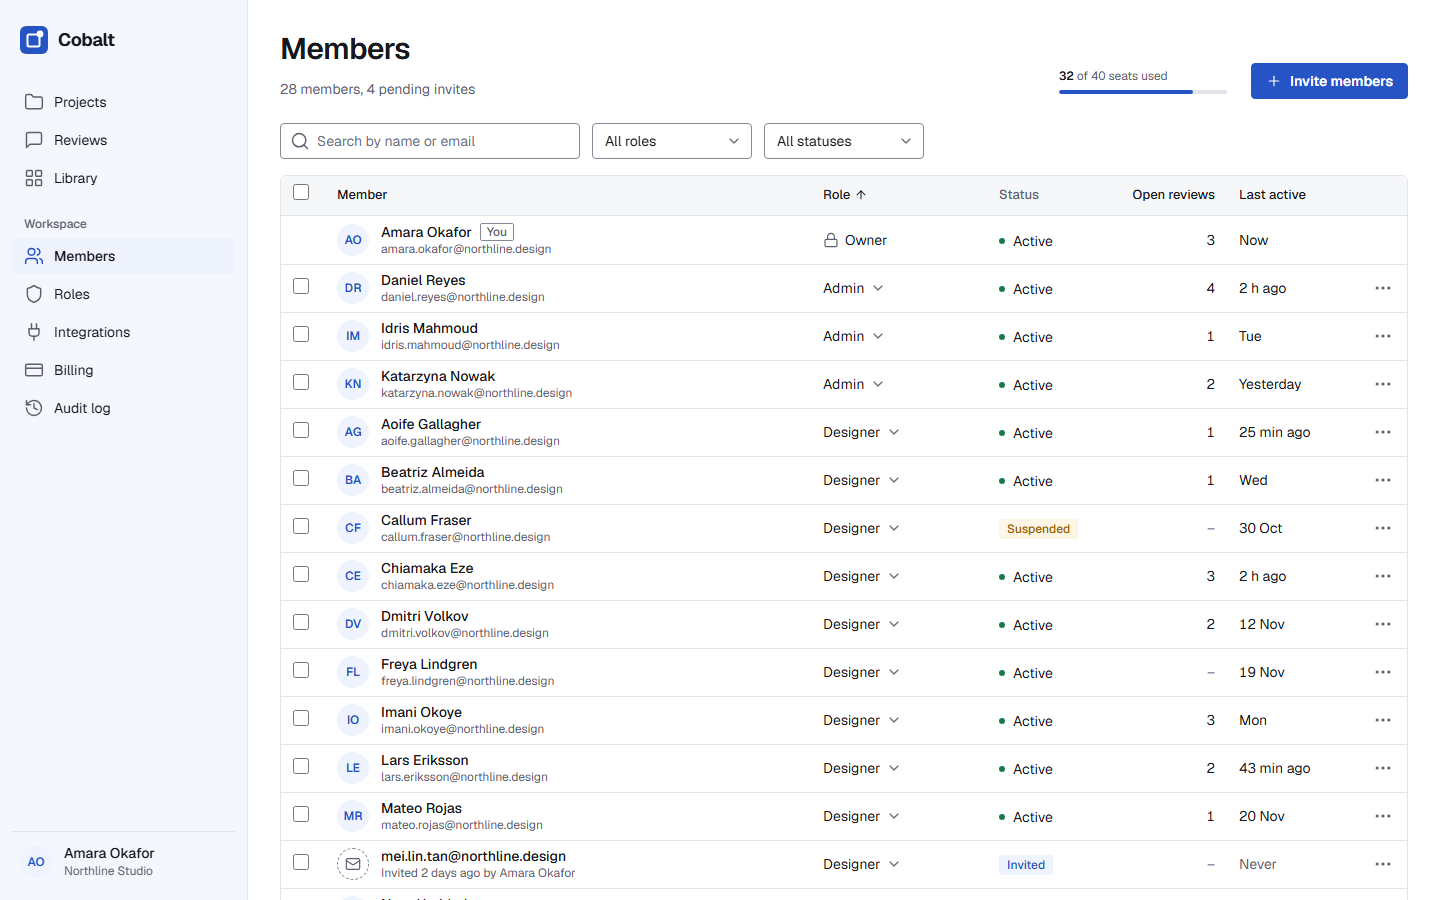 Cobalt
Projects
Reviews
Library
Workspace
Members
Roles
Integrations
Billing
Audit log
AO
Amara Okafor
Northline Studio
Members
28 members, 4 pending invites
32 of 40 seats used
Invite members
Search by name or email
All roles
All statuses
Member Role Status Open reviews Last active
AO Amara Okafor You Owner Active 3 Now
amara.okafor@northline.design
DR Daniel Reyes Admin Active 4 2 h ago
daniel.reyes@northline.design
IM Idris Mahmoud Admin Active 1 Tue
idris.mahmoud@northline.design
KN Katarzyna Nowak Admin Active 2 Yesterday
katarzyna.nowak@northline.design
AG Aoife Gallagher Designer Active 1 25 min ago
aoife.gallagher@northline.design
BA Beatriz Almeida Designer Active 1 Wed
beatriz.almeida@northline.design
CF Callum Fraser Designer Suspended – 30 Oct
callum.fraser@northline.design
CE Chiamaka Eze Designer Active 3 2 h ago
chiamaka.eze@northline.design
DV Dmitri Volkov Designer Active 2 12 Nov
dmitri.volkov@northline.design
FL Freya Lindgren Designer Active – 19 Nov
freya.lindgren@northline.design
IO Imani Okoye Designer Active 3 Mon
imani.okoye@northline.design
LE Lars Eriksson Designer Active 2 43 min ago
lars.eriksson@northline.design
MR Mateo Rojas Designer Active 1 20 Nov
mateo.rojas@northline.design
mei.lin.tan@northline.design Designer Invited – Never
Invited 2 days ago by Amara Okafor